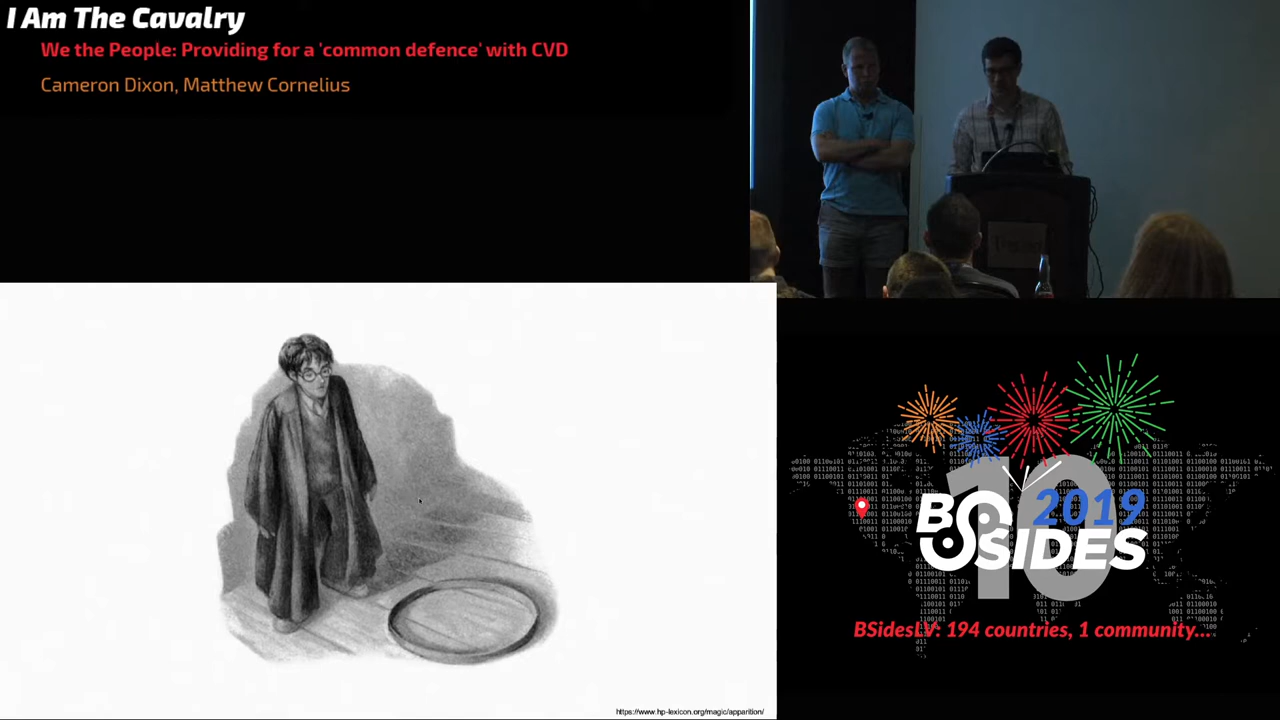 I Am The Cavalry
We the People: Providing for a 'common defence' with CVD
Cameron Dixon, Matthew Cornelius
https://www.hp-lexicon.org/magic/apparition/
10
BSIDES
2019
BSidesLV: 194 countries, 1 community...